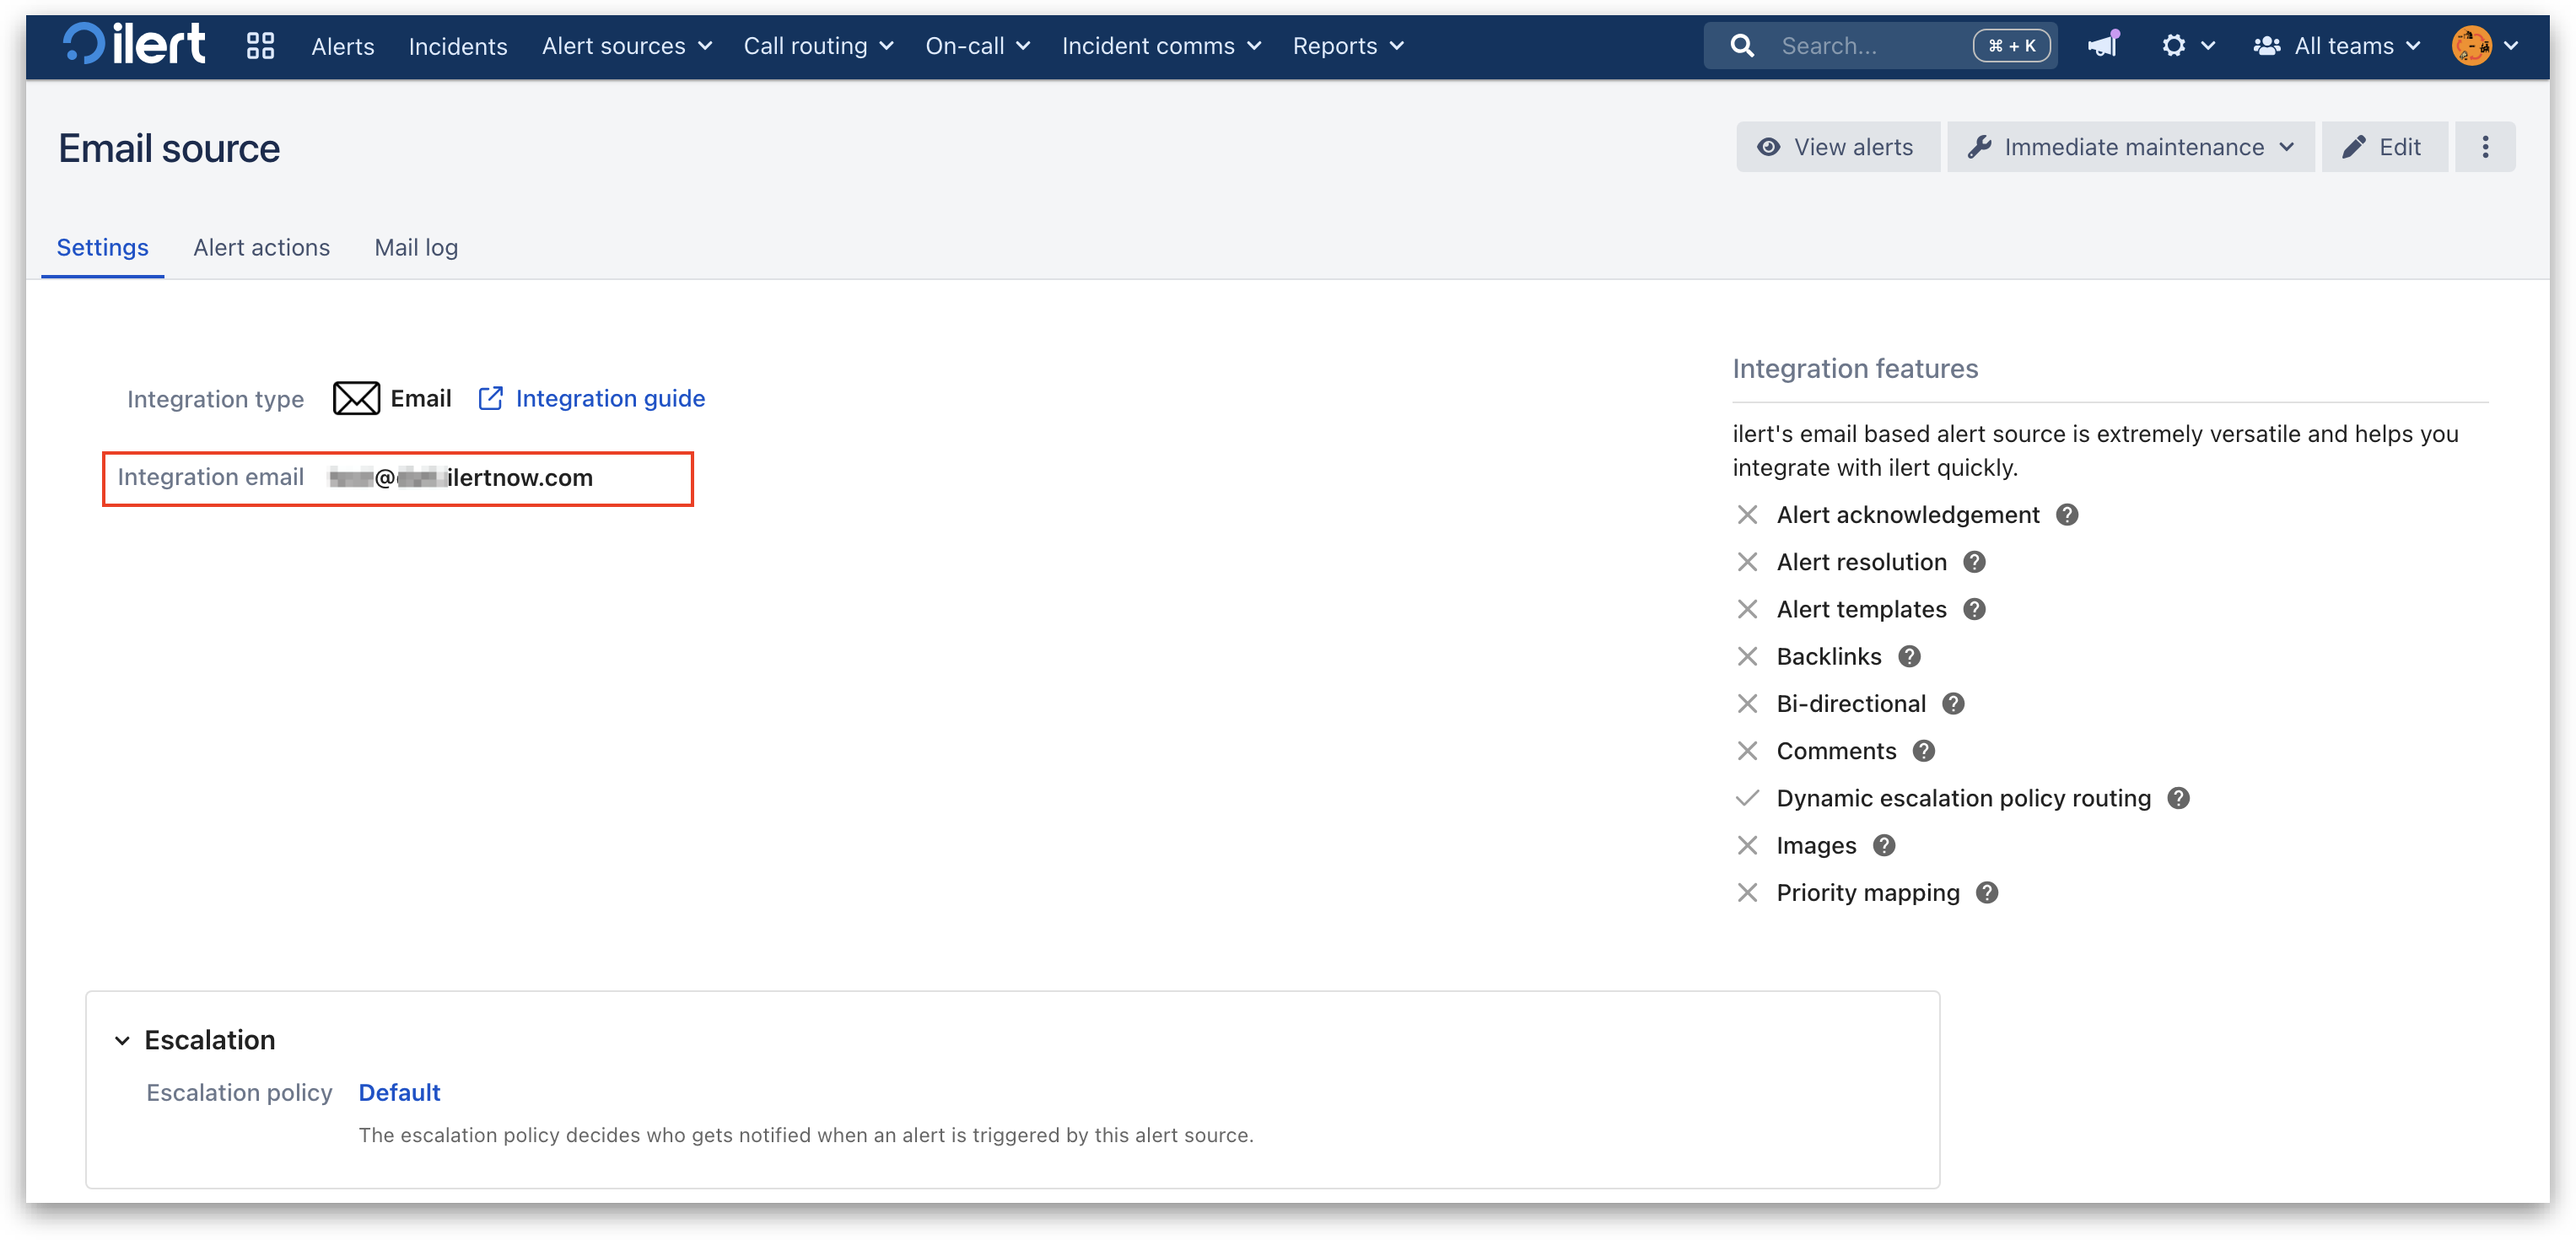 ilert Alerts Incidents Alert sources Call routing On-call Incident comms Reports Search... ⌘ + K All teams
Email source View alerts Immediate maintenance Edit
Settings Alert actions Mail log
Integration type Email Integration guide
Integration email @ ilertnow.com
Integration features
ilert's email based alert source is extremely versatile and helps you
integrate with ilert quickly.
Alert acknowledgement
Alert resolution
Alert templates
Backlinks
Bi-directional
Comments
Dynamic escalation policy routing
Images
Priority mapping
Escalation
Escalation policy Default
The escalation policy decides who gets notified when an alert is triggered by this alert source.